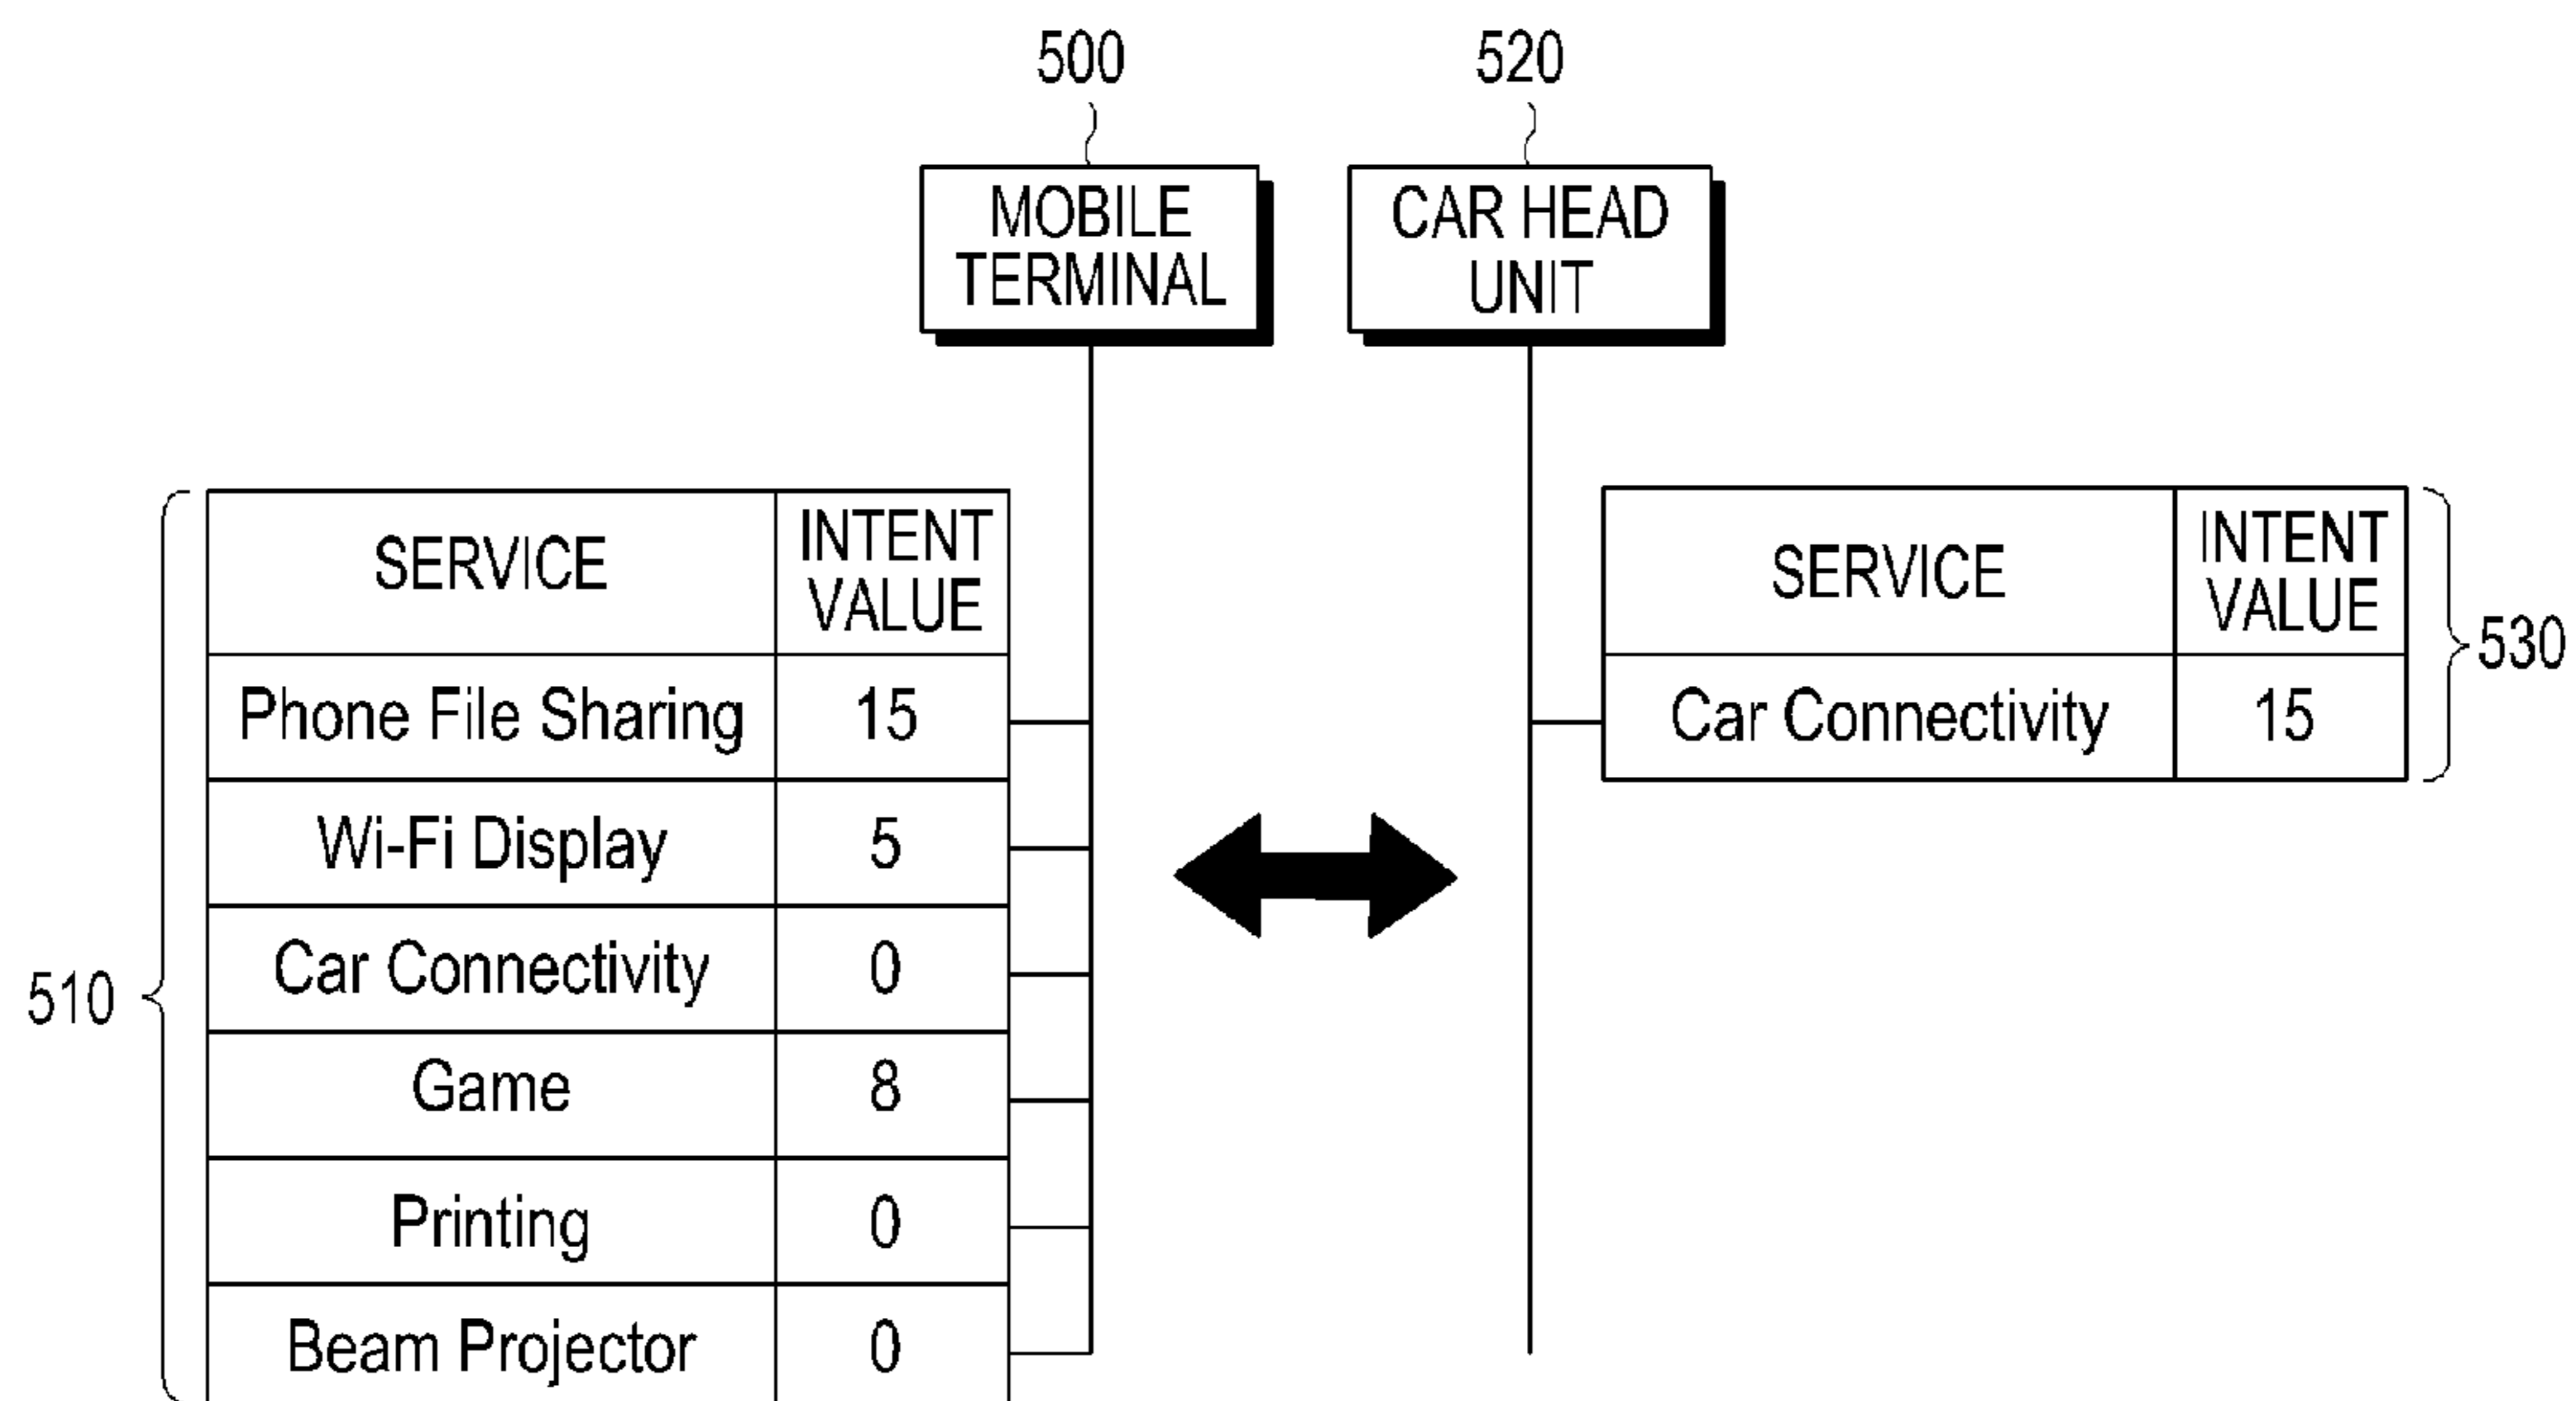 500
520
MOBILE
TERMINAL
CAR HEAD
UNIT
SERVICE
INTENT
VALUE
Phone File Sharing 15
Wi-Fi Display 5
Car Connectivity 0
Game 8
Printing 0
Beam Projector 0
510
SERVICE
INTENT
VALUE
Car Connectivity 15
530